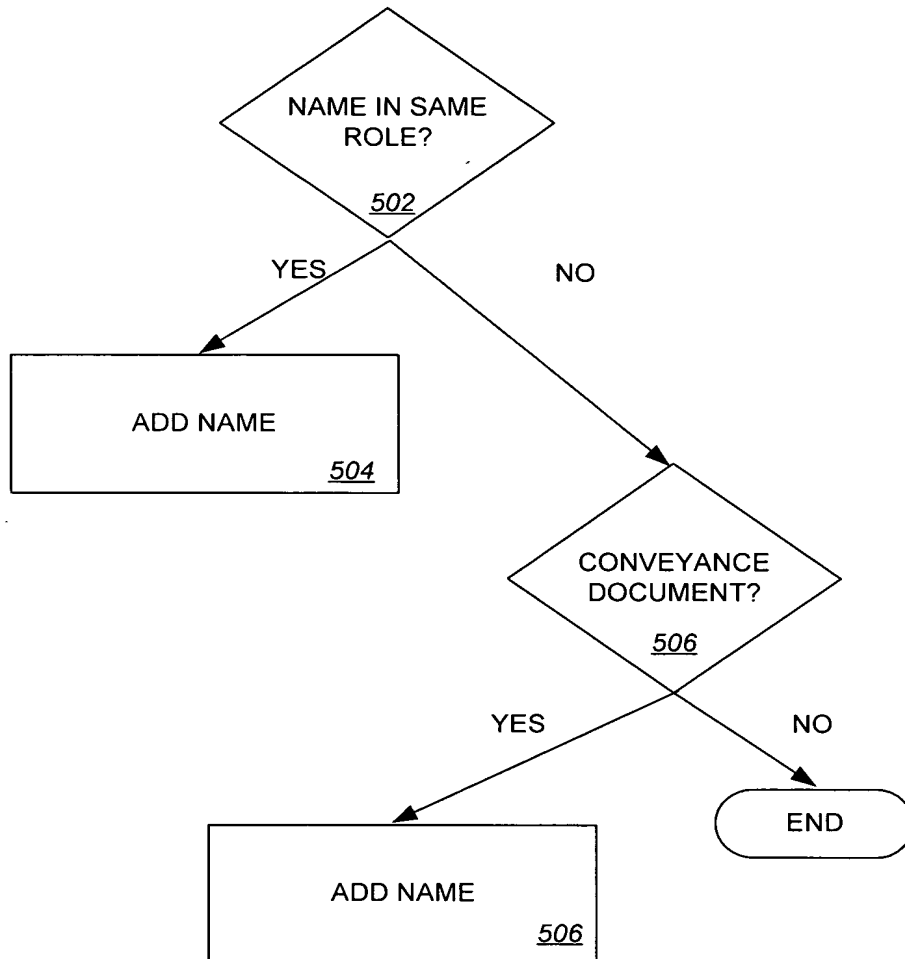 NAME IN SAME
ROLE?
502
YES
NO
ADD NAME
504
CONVEYANCE
DOCUMENT?
506
YES
NO
END
ADD NAME
506